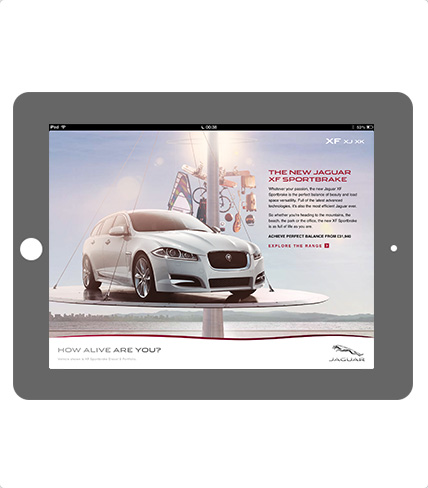 iPad
06:38
83%
XF XJ XK
THE NEW JAGUAR
XF SPORTBRAKE
Whatever your passion, the new Jaguar XF
Sportbrake is the perfect balance of beauty and load
space versatility. Full of the latest advanced
technologies, it's also the most efficient Jaguar ever.
So whether you're heading to the mountains, the
beach, the park or the office, the new XF Sportbrake
is as full of life as you are.
ACHIEVE PERFECT BALANCE FROM £31,940
EXPLORE THE RANGE
HOW ALIVE ARE YOU?
JAGUAR